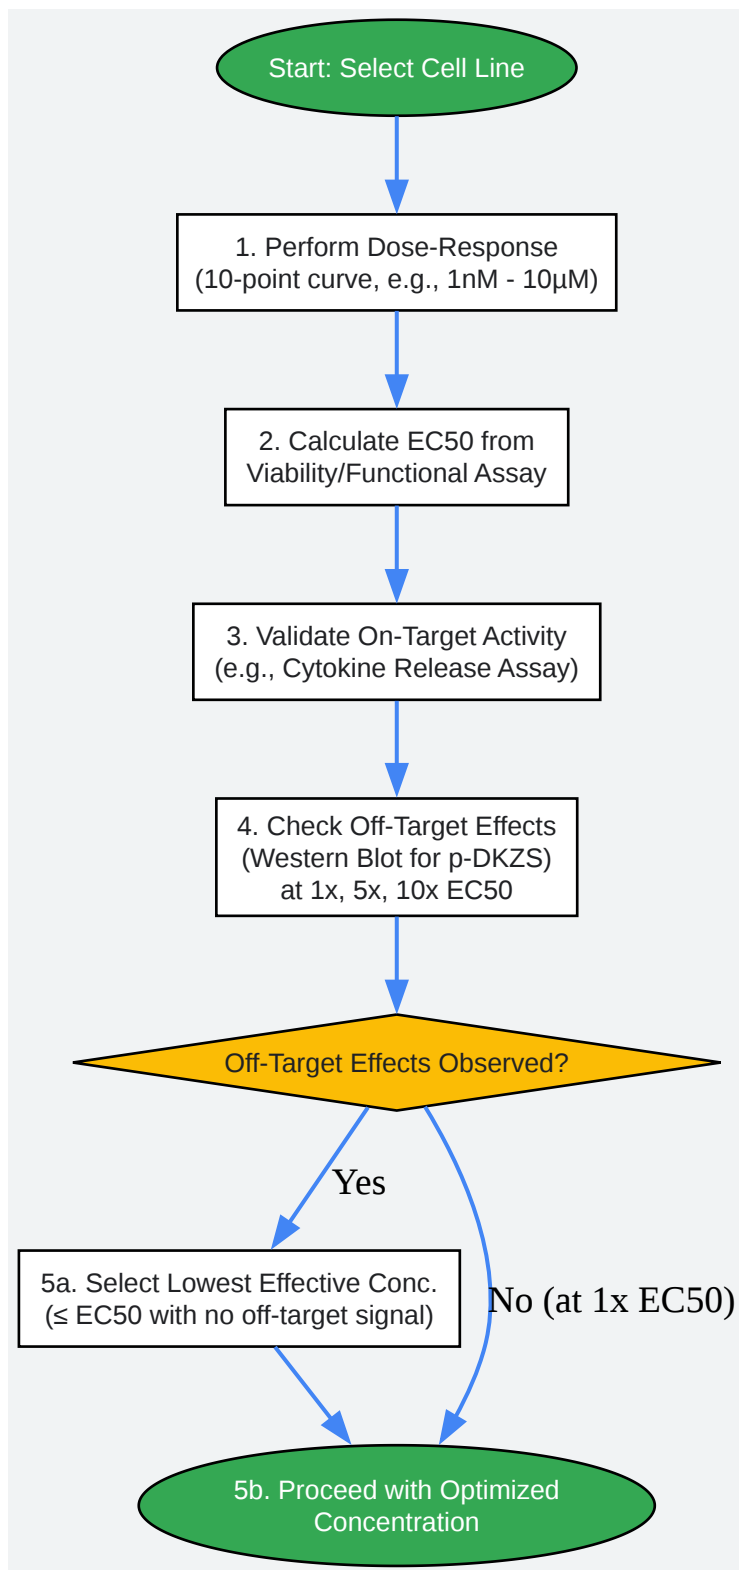 Start: Select Cell Line
1. Perform Dose-Response
(10-point curve, e.g., 1nM - 10µM)
2. Calculate EC50 from
Viability/Functional Assay
3. Validate On-Target Activity
(e.g., Cytokine Release Assay)
4. Check Off-Target Effects
(Western Blot for p-DKZS)
at 1x, 5x, 10x EC50
Off-Target Effects Observed?
Yes
5a. Select Lowest Effective Conc.
(≤ EC50 with no off-target signal)
No (at 1x EC50)
5b. Proceed with Optimized
Concentration